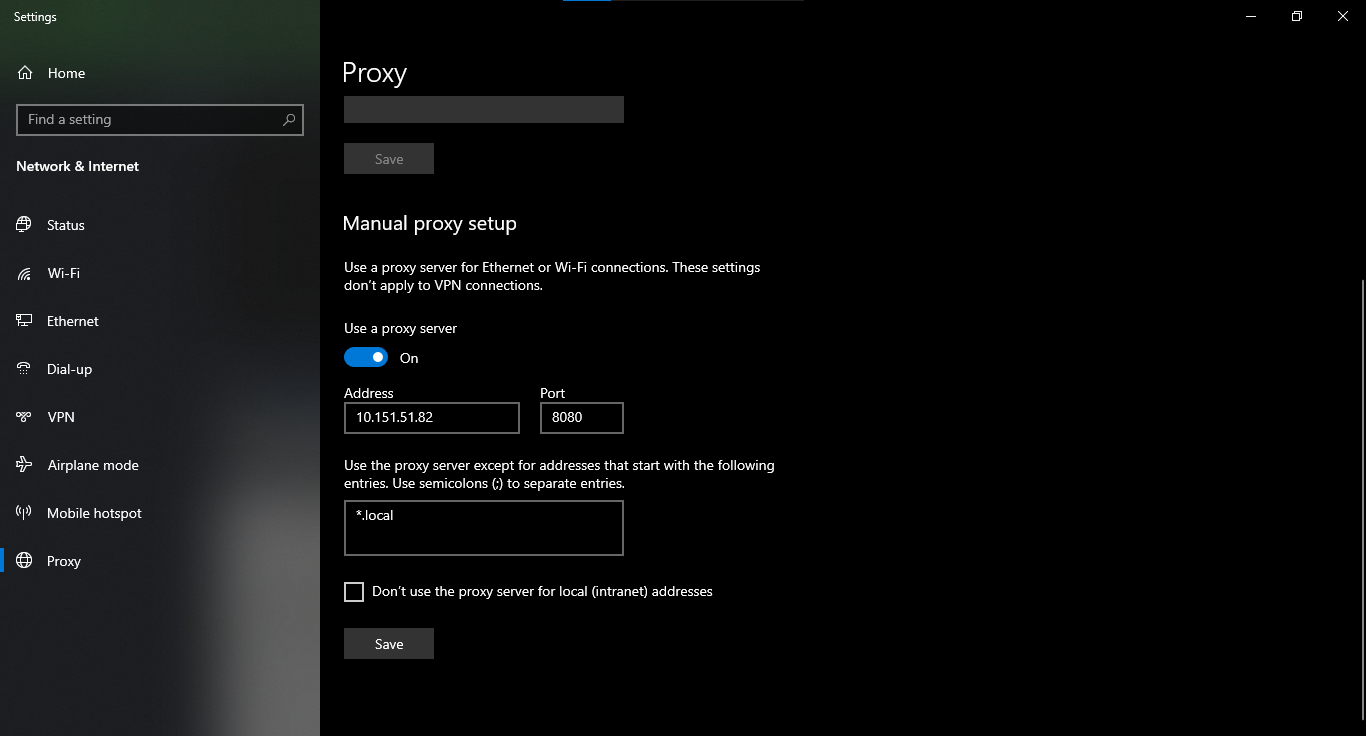 Settings
Home
Find a setting
Network & Internet
Status
Wi-Fi
Ethernet
Dial-up
VPN
Airplane mode
Mobile hotspot
Proxy
Proxy
Save
Manual proxy setup
Use a proxy server for Ethernet or Wi-Fi connections. These settings
don't apply to VPN connections.
Use a proxy server
On
Address Port
10.151.51.82 8080
Use the proxy server except for addresses that start with the following
entries. Use semicolons (;) to separate entries.
*.local
Don't use the proxy server for local (intranet) addresses
Save